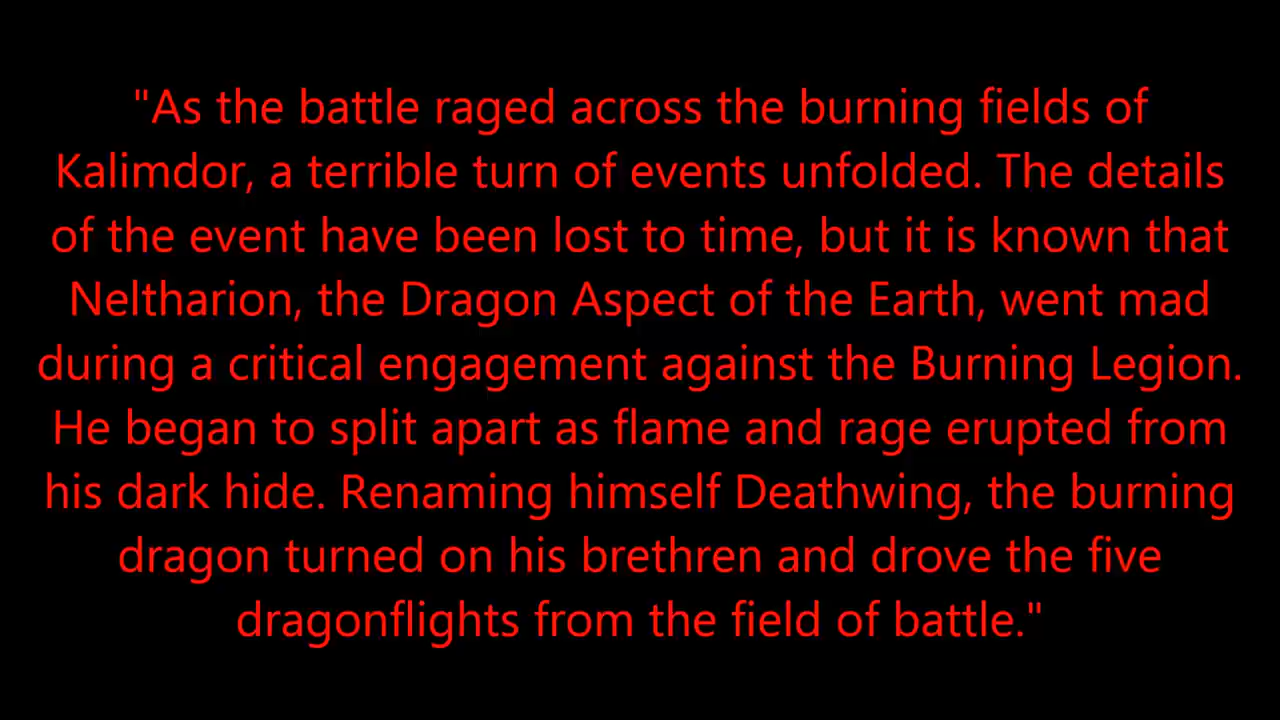 "As the battle raged across the burning fields of
Kalimdor, a terrible turn of events unfolded. The details
of the event have been lost to time, but it is known that
Neltharion, the Dragon Aspect of the Earth, went mad
during a critical engagement against the Burning Legion.
He began to split apart as flame and rage erupted from
his dark hide. Renaming himself Deathwing, the burning
dragon turned on his brethren and drove the five
dragonflights from the field of battle."